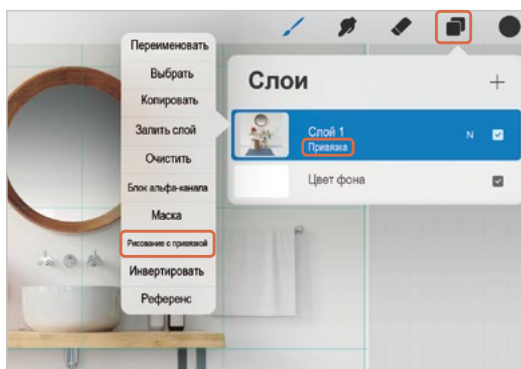 Переименовать
Выбрать
Копировать
Залить слой
Очистить
Блок альфа-канала
Маска
Рисование с привязкой
Инвертировать
Референс
Слои
Слой 1
N
Привязка
Цвет фона